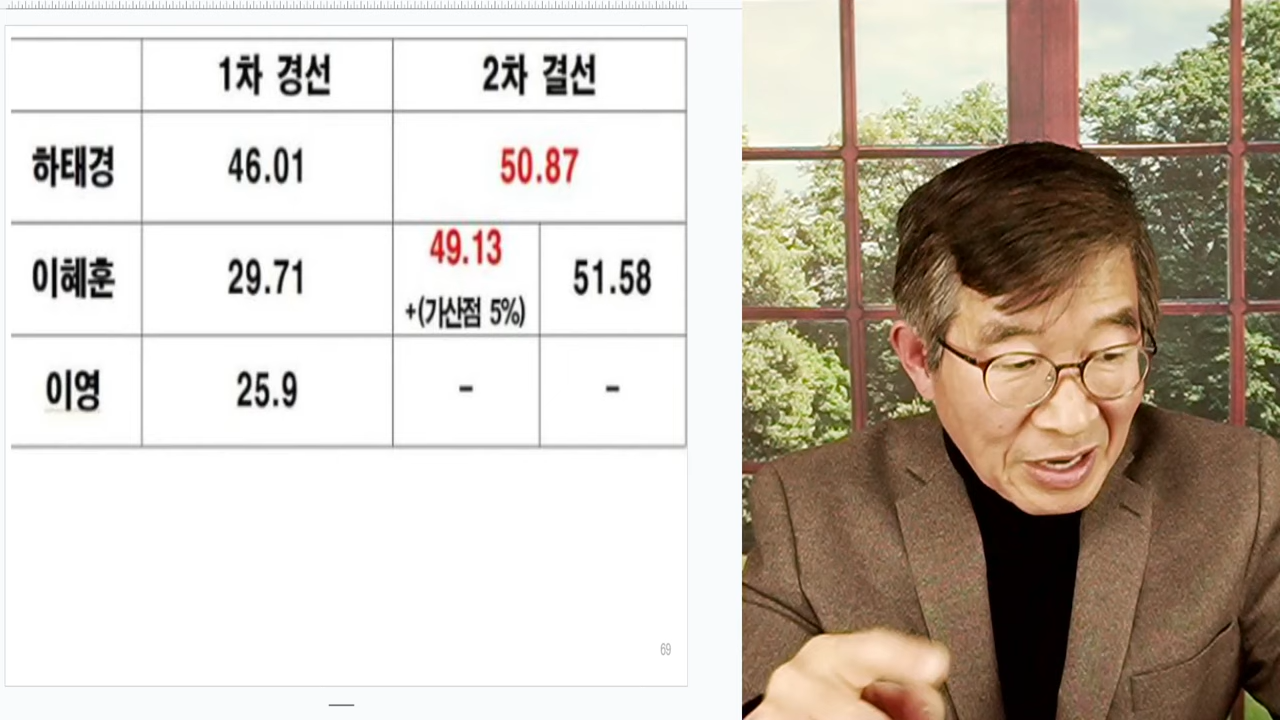 1차 경선 2차 결선
하태경 46.01 50.87
이혜훈 29.71 49.13 51.58
+(가산점 5%)
이영 25.9 - -
69